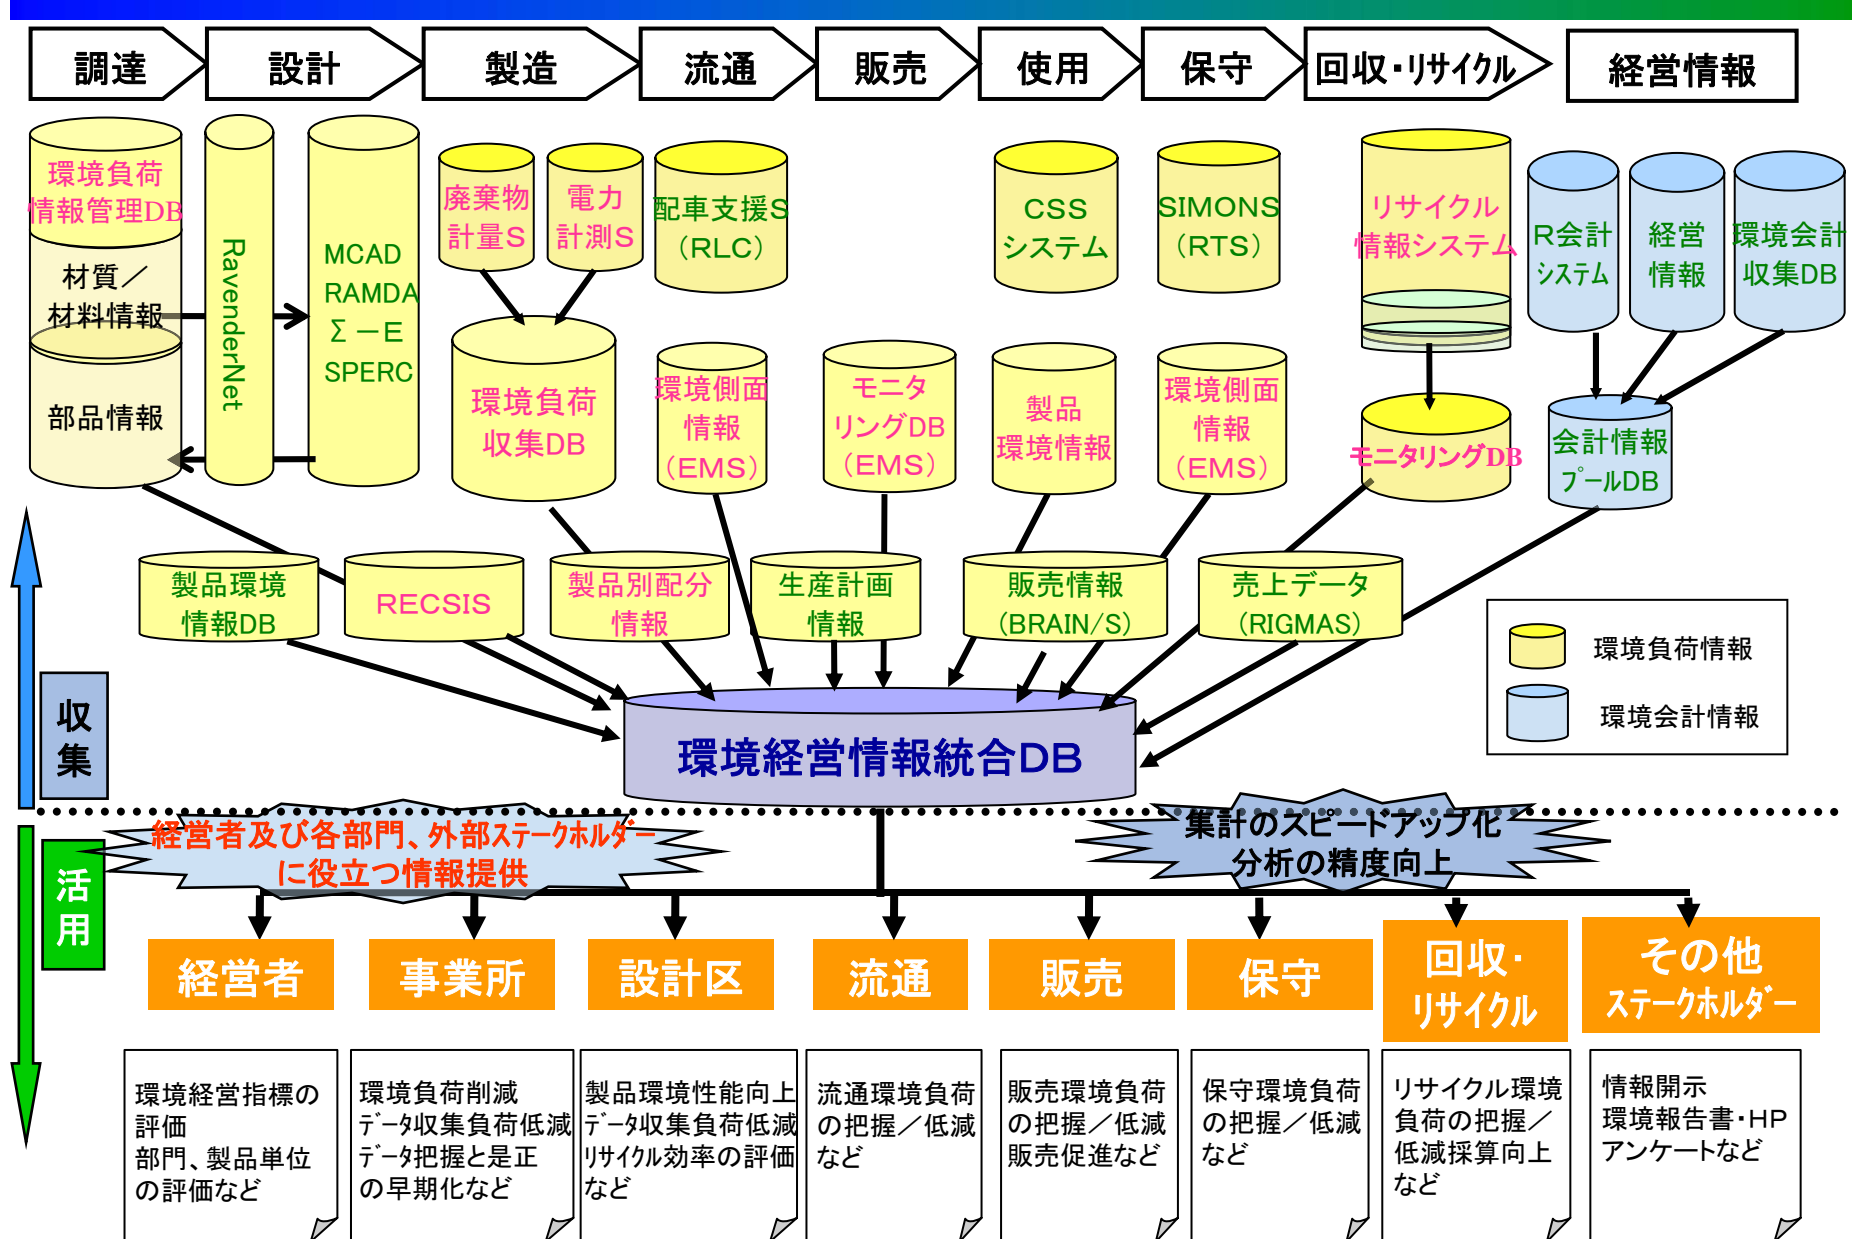 調達
設計
製造
流通
販売
使用
保守
回収・リサイクル
経営情報
環境負荷
情報管理DB
材質／
材料情報
部品情報
RavenderNet
MCAD
RAMDA
Σ－E
SPERC
廃棄物
計量S
電力
計測S
配車支援S
（RLC）
CSS
システム
SIMONS
（RTS）
リサイクル
情報システム
R会計
システム
経営
情報
環境会計
収集DB
環境負荷
収集DB
環境側面
情報
（EMS）
モニタ
リングDB
（EMS）
製品
環境情報
環境側面
情報
（EMS）
モニタリングDB
会計情報
プールDB
製品環境
情報DB
RECSIS
製品別配分
情報
生産計画
情報
販売情報
（BRAIN/S）
売上データ
（RIGMAS）
環境負荷情報
環境会計情報
収
集
環境経営情報統合DB
経営者及び各部門、外部ステークホルダー
に役立つ情報提供
集計のスピードアップ化
分析の精度向上
活
用
経営者
事業所
設計区
流通
販売
保守
回収・
リサイクル
その他
ステークホルダー
環境経営指標の
評価
部門、製品単位
の評価など
環境負荷削減
データ収集負荷低減
データ把握と是正
の早期化など
製品環境性能向上
データ収集負荷低減
リサイクル効率の評価
など
流通環境負荷
の把握／低減
など
販売環境負荷
の把握／低減
販売促進など
保守環境負荷
の把握／低減
など
リサイクル環境
負荷の把握／
低減採算向上
など
情報開示
環境報告書・HP
アンケートなど